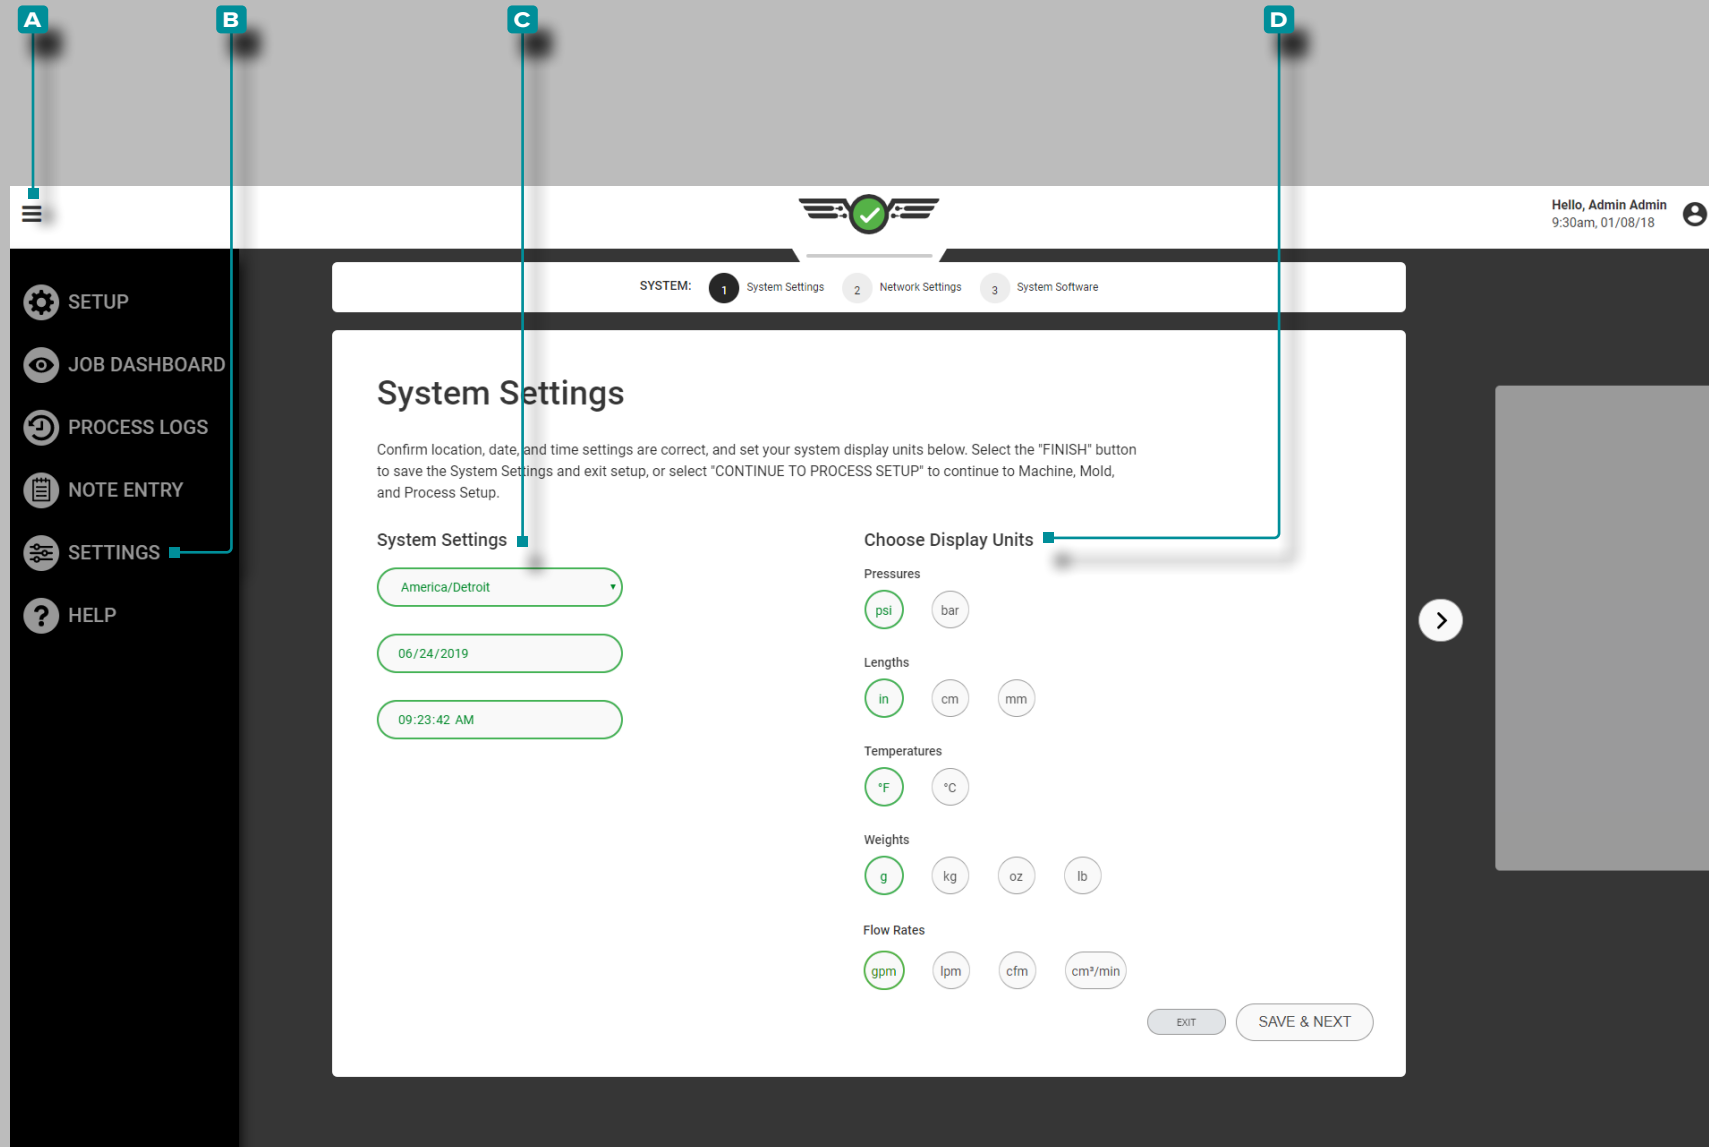 A
B
C
D
Hello, Admin Admin
9:30am, 01/08/18
SYSTEM: 1 System Settings 2 Network Settings 3 System Software
SETUP
JOB DASHBOARD
PROCESS LOGS
NOTE ENTRY
SETTINGS
HELP
System Settings
Confirm location, date, and time settings are correct, and set your system display units below. Select the "FINISH" button
to save the System Settings and exit setup, or select "CONTINUE TO PROCESS SETUP" to continue to Machine, Mold,
and Process Setup.
System Settings
America/Detroit
06/24/2019
09:23:42 AM
Choose Display Units
Pressures
psi bar
Lengths
in cm mm
Temperatures
°F °C
Weights
g kg oz lb
Flow Rates
gpm lpm cfm cm³/min
EXIT SAVE & NEXT